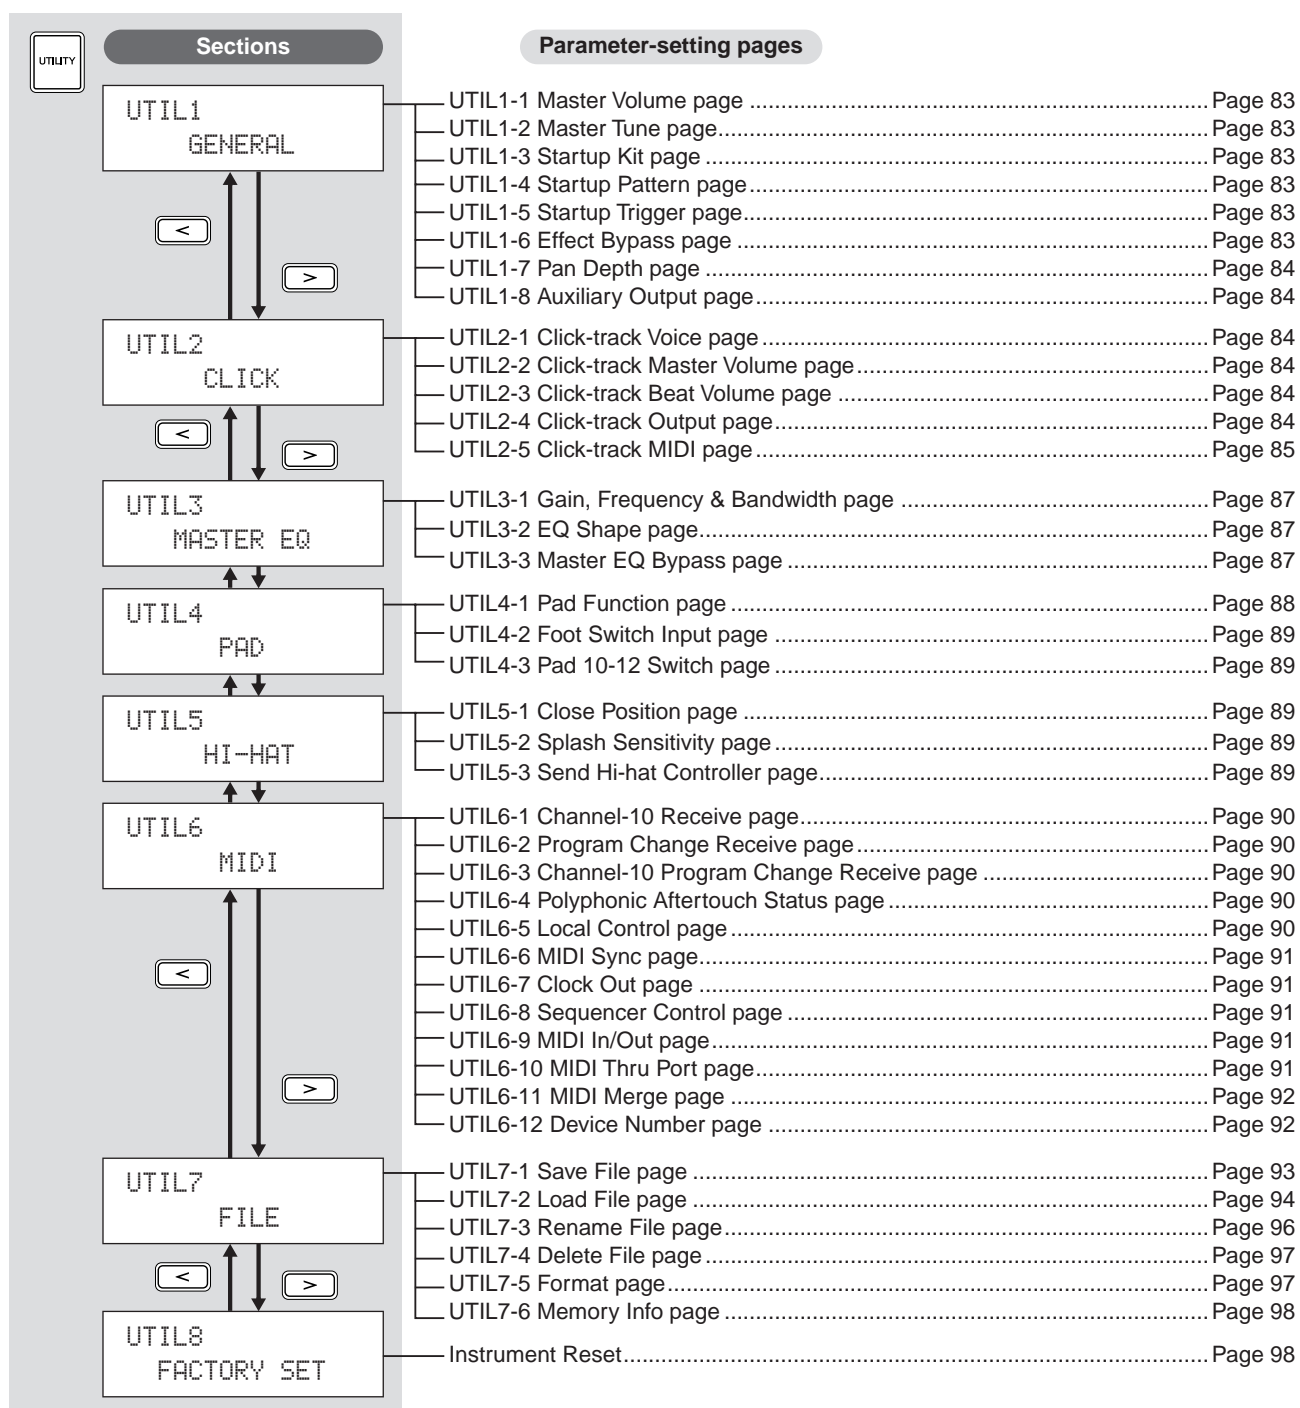 UTILITY
Sections
Parameter-setting pages
UTIL1
GENERAL
UTIL1-1 Master Volume page ........ Page 83
UTIL1-2 Master Tune page ........ Page 83
UTIL1-3 Startup Kit page ........ Page 83
UTIL1-4 Startup Pattern page ........ Page 83
UTIL1-5 Startup Trigger page ........ Page 83
UTIL1-6 Effect Bypass page ........ Page 83
UTIL1-7 Pan Depth page ........ Page 84
UTIL1-8 Auxiliary Output page ........ Page 84
<
>
UTIL2
CLICK
UTIL2-1 Click-track Voice page ........ Page 84
UTIL2-2 Click-track Master Volume page ........ Page 84
UTIL2-3 Click-track Beat Volume page ........ Page 84
UTIL2-4 Click-track Output page ........ Page 84
UTIL2-5 Click-track MIDI page ........ Page 85
<
>
UTIL3
MASTER EQ
UTIL3-1 Gain, Frequency & Bandwidth page ........ Page 87
UTIL3-2 EQ Shape page ........ Page 87
UTIL3-3 Master EQ Bypass page ........ Page 87
UTIL4
PAD
UTIL4-1 Pad Function page ........ Page 88
UTIL4-2 Foot Switch Input page ........ Page 89
UTIL4-3 Pad 10-12 Switch page ........ Page 89
UTIL5
HI-HAT
UTIL5-1 Close Position page ........ Page 89
UTIL5-2 Splash Sensitivity page ........ Page 89
UTIL5-3 Send Hi-hat Controller page ........ Page 89
UTIL6
MIDI
UTIL6-1 Channel-10 Receive page ........ Page 90
UTIL6-2 Program Change Receive page ........ Page 90
UTIL6-3 Channel-10 Program Change Receive page ........ Page 90
UTIL6-4 Polyphonic Aftertouch Status page ........ Page 90
UTIL6-5 Local Control page ........ Page 90
UTIL6-6 MIDI Sync page ........ Page 91
UTIL6-7 Clock Out page ........ Page 91
UTIL6-8 Sequencer Control page ........ Page 91
UTIL6-9 MIDI In/Out page ........ Page 91
UTIL6-10 MIDI Thru Port page ........ Page 91
UTIL6-11 MIDI Merge page ........ Page 92
UTIL6-12 Device Number page ........ Page 92
<
>
UTIL7
FILE
UTIL7-1 Save File page ........ Page 93
UTIL7-2 Load File page ........ Page 94
UTIL7-3 Rename File page ........ Page 96
UTIL7-4 Delete File page ........ Page 97
UTIL7-5 Format page ........ Page 97
UTIL7-6 Memory Info page ........ Page 98
<
>
UTIL8
FACTORY SET
Instrument Reset ........ Page 98